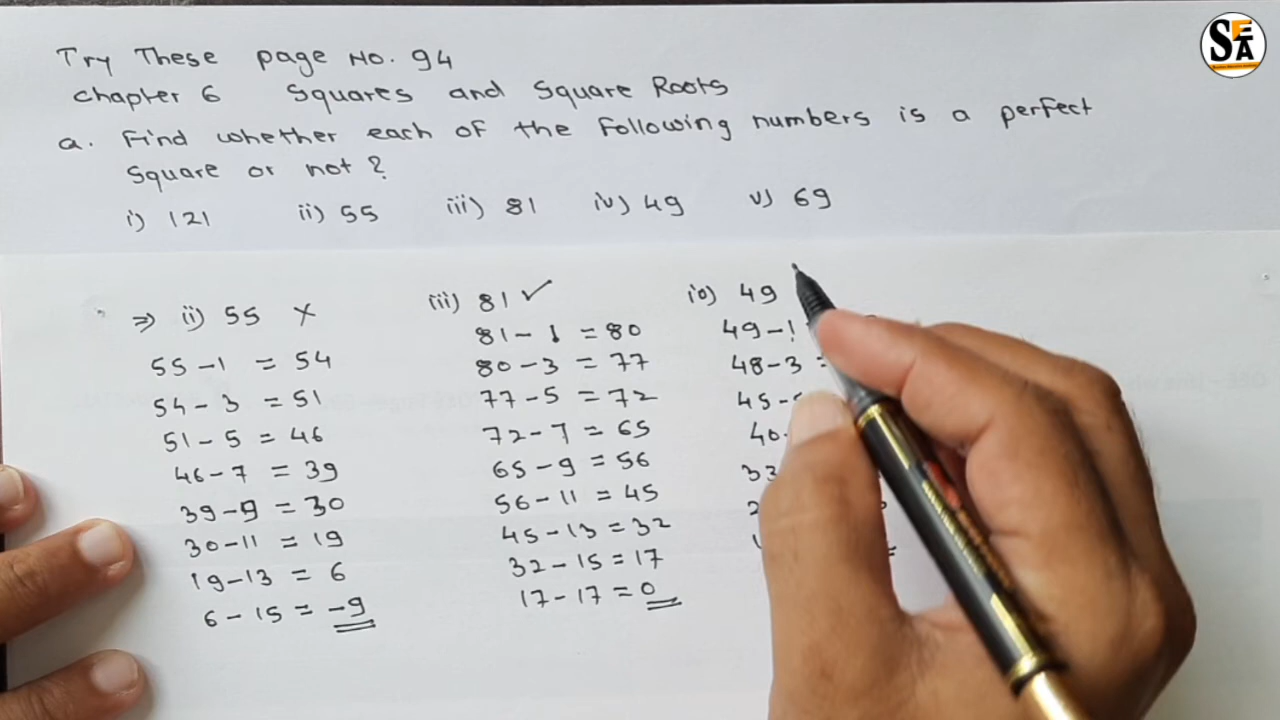 SETA
Try These page No. 94
Chapter 6 Squares and Square Roots
a. Find whether each of the following numbers is a perfect
Square or not ?
i) 121 ii) 55 iii) 81 iv) 49 v) 69
⇒ ii) 55 ✗
55 - 1 = 54
54 - 3 = 51
51 - 5 = 46
46 - 7 = 39
39 - 9 = 30
30 - 11 = 19
19 - 13 = 6
6 - 15 = -9
iii) 81 ✓
81 - 1 = 80
80 - 3 = 77
77 - 5 = 72
72 - 7 = 65
65 - 9 = 56
56 - 11 = 45
45 - 13 = 32
32 - 15 = 17
17 - 17 = 0
iv) 49
49 - 1
48 - 3 =
45 -
40
33